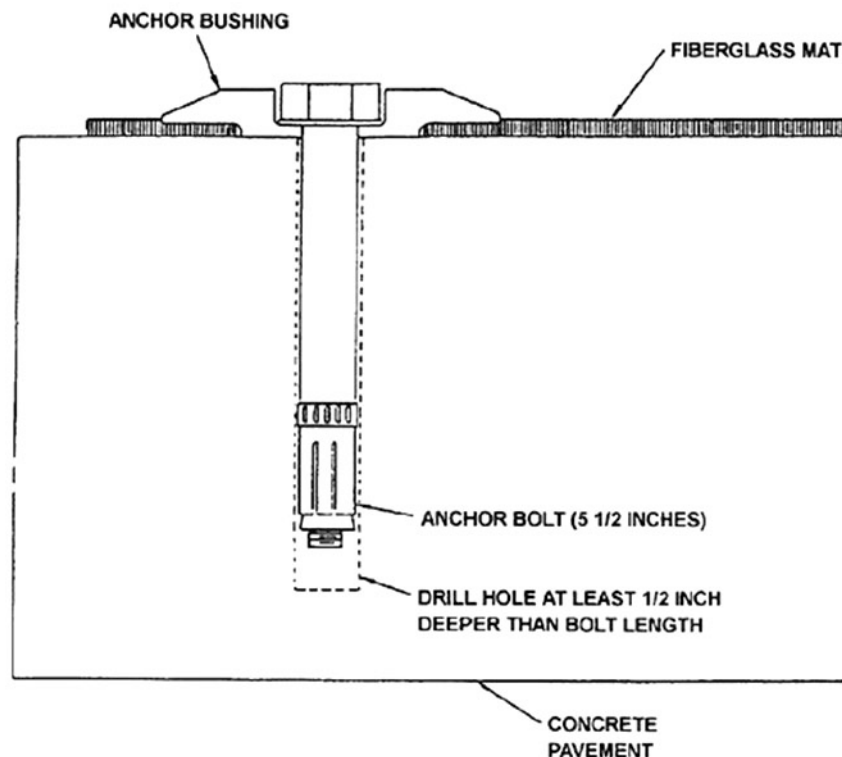 ANCHOR BUSHING
FIBERGLASS MAT
ANCHOR BOLT (5 1/2 INCHES)
DRILL HOLE AT LEAST 1/2 INCH
DEEPER THAN BOLT LENGTH
CONCRETE
PAVEMENT